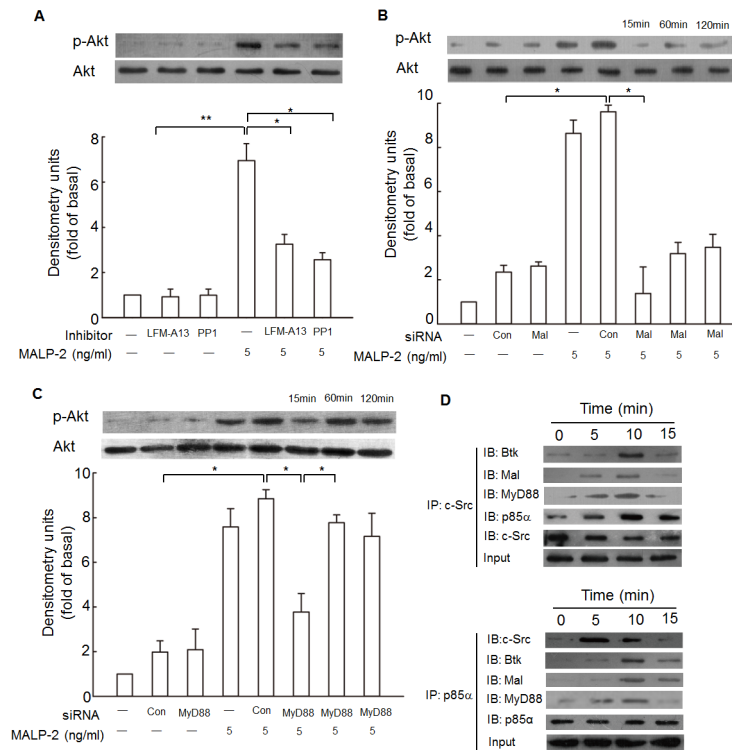 A
p-Akt
Akt
** * *
Densitometry units
(fold of basal)
8
6
4
2
0
Inhibitor — LFM-A13 PP1 — LFM-A13 PP1
MALP-2 (ng/ml) — — — 5 5 5
B
15min 60min 120min
p-Akt
Akt
* *
Densitometry units
(fold of basal)
10
8
6
4
2
0
siRNA — Con Mal — Con Mal Mal Mal
MALP-2 (ng/ml) — — — 5 5 5 5 5
C
15min 60min 120min
p-Akt
Akt
* * *
Densitometry units
(fold of basal)
10
8
6
4
2
0
siRNA — Con MyD88 — Con MyD88 MyD88 MyD88
MALP-2 (ng/ml) — — — 5 5 5 5 5
D
Time (min)
0 5 10 15
IP: c-Src
IB: Btk
IB: Mal
IB: MyD88
IB: p85α
IB: c-Src
Input
Time (min)
0 5 10 15
IP: p85α
IB:c-Src
IB: Btk
IB: Mal
IB: MyD88
IB: p85α
Input